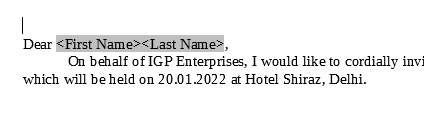 Dear <First Name><Last Name>,
On behalf of IGP Enterprises, I would like to cordially
which will be held on 20.01.2022 at Hotel Shiraz, Delhi.